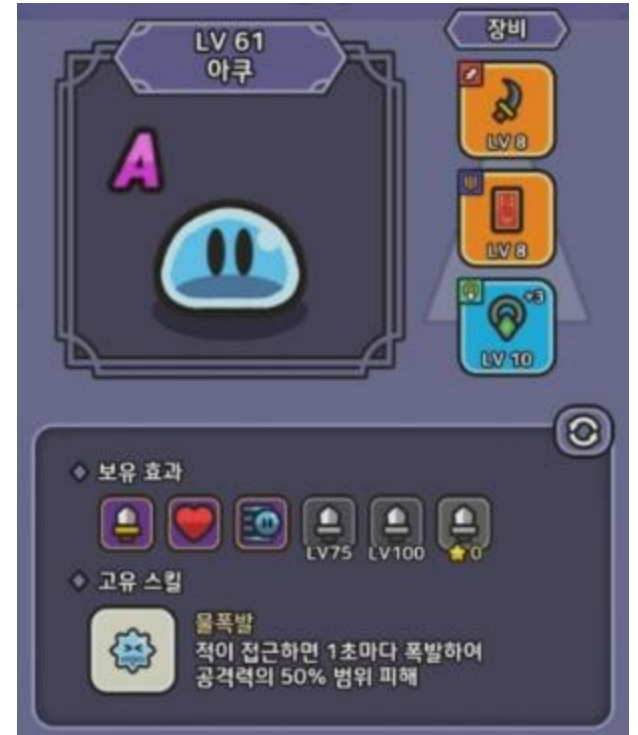 LV 61
아쿠
장비
A
LV 8
LV 8
+3
LV 10
보유 효과
LV75 LV100 0
고유 스킬
물폭발
적이 접근하면 1초마다 폭발하여
공격력의 50% 범위 피해